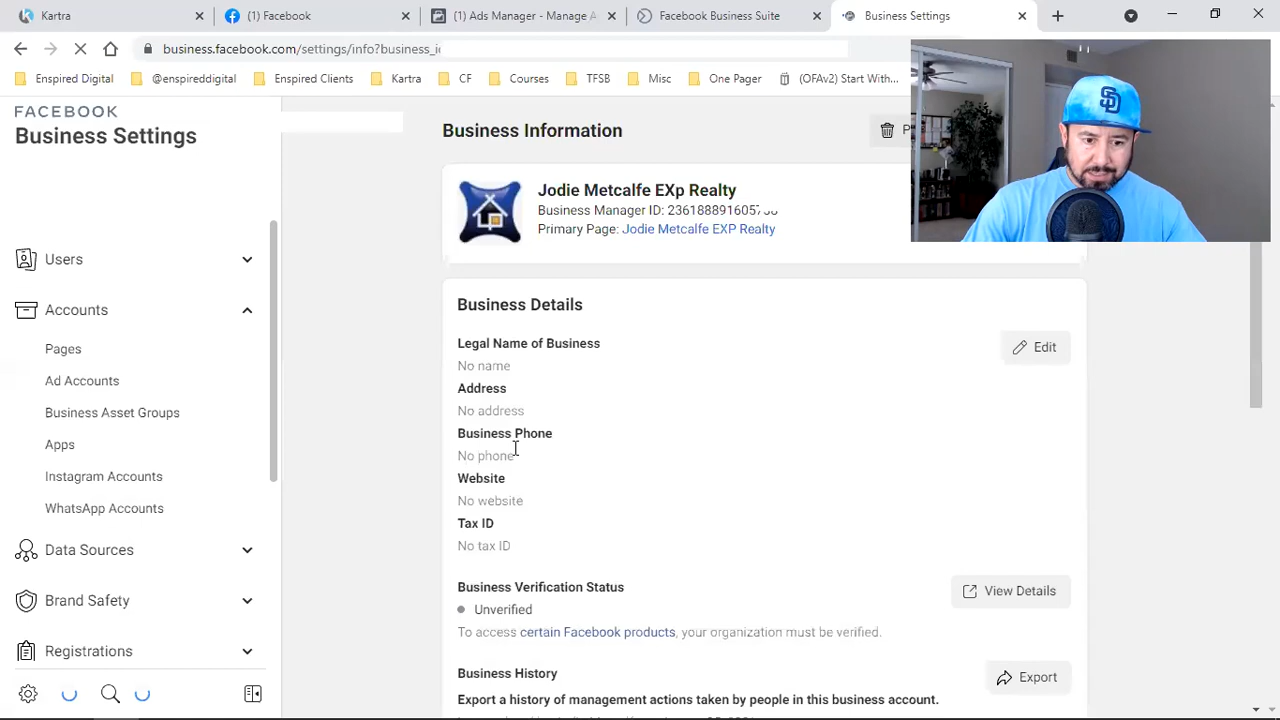 Kartra
(1) Facebook
(1) Ads Manager - Manage A
Facebook Business Suite
Business Settings
business.facebook.com/settings/info?business_i
Enspired Digital
@enspireddigital
Enspired Clients
Kartra
CF
Courses
TFSB
Misc
One Pager
(OFAv2) Start With...
FACEBOOK
Business Settings
Users
Accounts
Pages
Ad Accounts
Business Asset Groups
Apps
Instagram Accounts
WhatsApp Accounts
Data Sources
Brand Safety
Registrations
Business Information
Jodie Metcalfe EXp Realty
Business Manager ID:
Primary Page: Jodie Metcalfe EXP Realty
Business Details
Legal Name of Business
Edit
No name
Address
No address
Business Phone
No phone
Website
No website
Tax ID
No tax ID
Business Verification Status
View Details
Unverified
To access certain Facebook products, your organization must be verified.
Business History
Export
Export a history of management actions taken by people in this business account.
SD